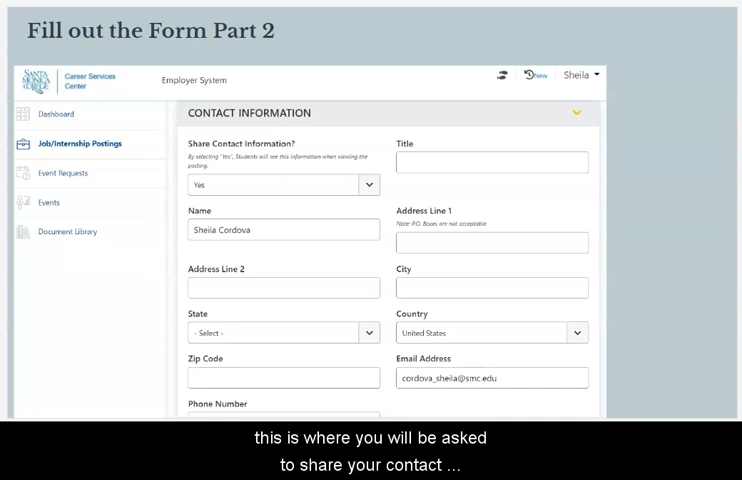 Fill out the Form Part 2
SANTA MONICA COLLEGE
Career Services Center
Employer System
New
Sheila
Dashboard
Job/Internship Postings
Event Requests
Events
Document Library
CONTACT INFORMATION
Share Contact Information?
By selecting "Yes", Students will see this information when viewing the
posting.
Yes
Title
Name
Sheila Cordova
Address Line 1
Note: P.O. Boxes are not acceptable
Address Line 2
City
State
- Select -
Country
United States
Zip Code
Email Address
cordova_sheila@smc.edu
Phone Number
this is where you will be asked
to share your contact ...